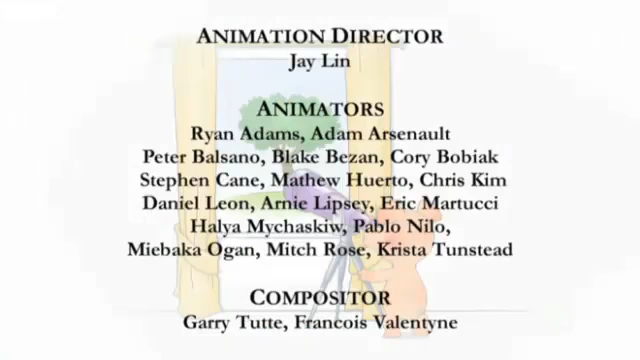 ANIMATION DIRECTOR
Jay Lin
ANIMATORS
Ryan Adams, Adam Arsenault
Peter Balsano, Blake Bezan, Cory Bobiak
Stephen Cane, Mathew Huerto, Chris Kim
Daniel Leon, Arnie Lipsey, Eric Martucci
Halya Mychaskiw, Pablo Nilo,
Miebaka Ogan, Mitch Rose, Krista Tunstead
COMPOSITOR
Garry Tutte, Francois Valentyne